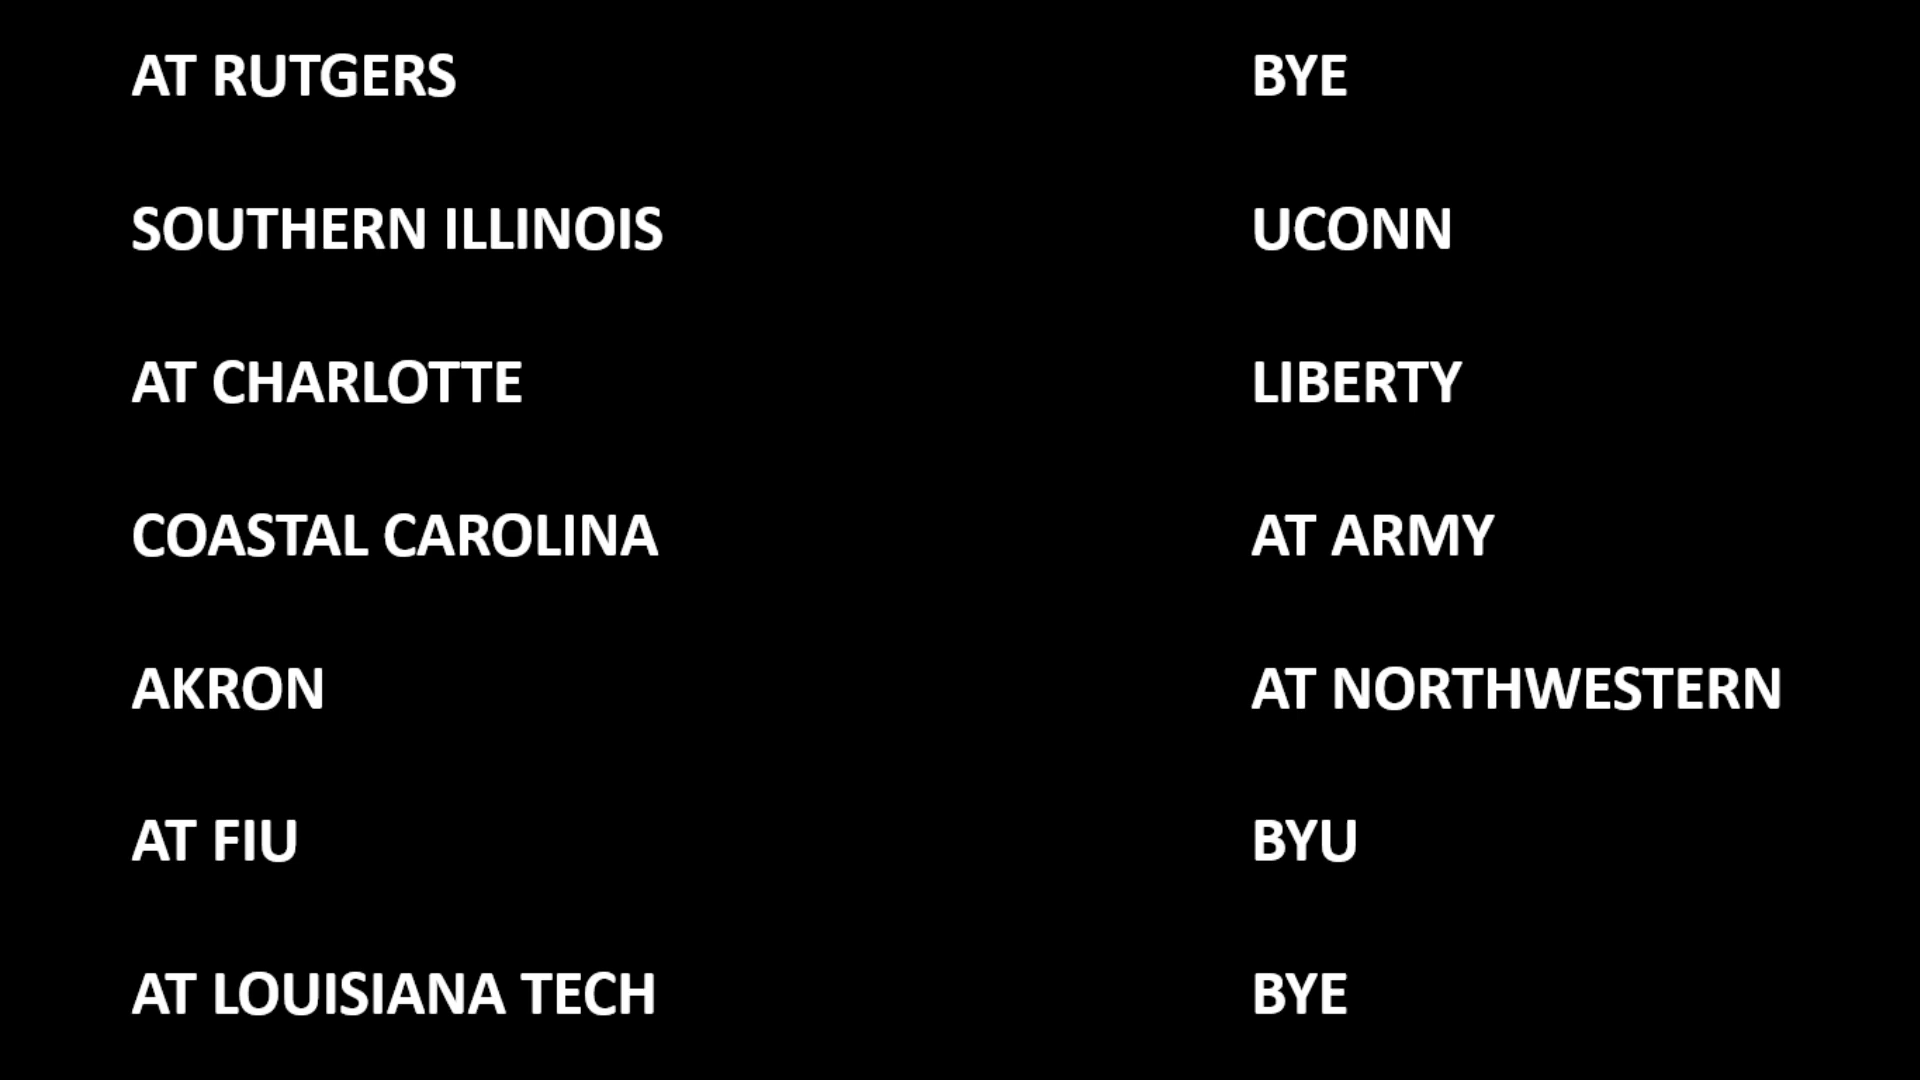 AT RUTGERS
SOUTHERN ILLINOIS
AT CHARLOTTE
COASTAL CAROLINA
AKRON
AT FIU
AT LOUISIANA TECH
BYE
UCONN
LIBERTY
AT ARMY
AT NORTHWESTERN
BYU
BYE